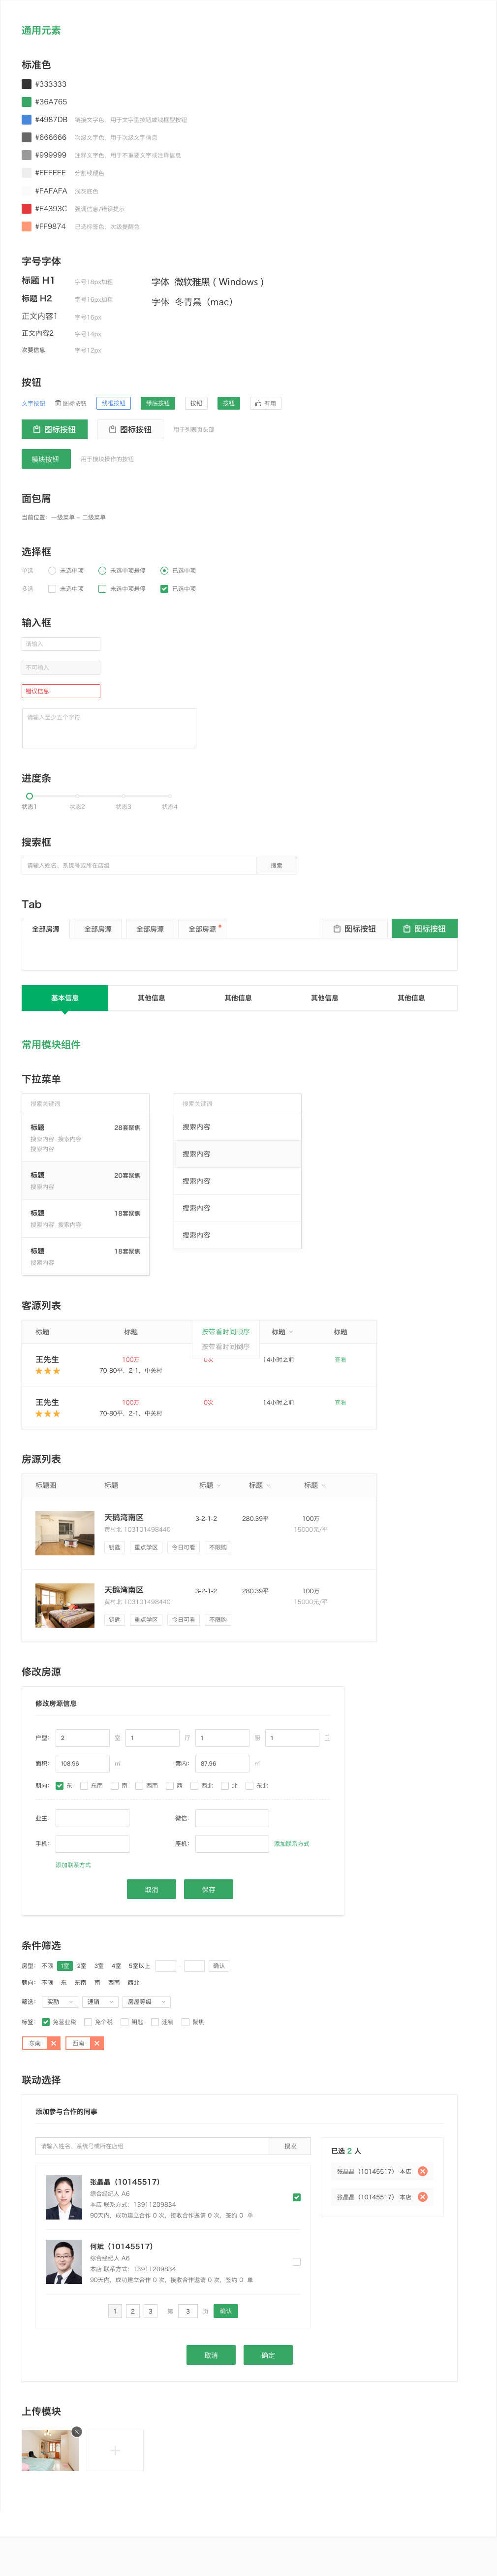 通用元素
标准色
#333333
#36A765
#4987DB 链接文字色，用于文字型按钮或线框型按钮
#666666 次级文字色，用于次级文字信息
#999999 注释文字色，用于不重要文字或注释信息
#EEEEEE 分割线颜色
#FAFAFA 浅灰底色
#E4393C 强调信息/错误提示
#FF9874 已选标签色，次级提醒色
字号字体
标题 H1 字号18px加粗 字体 微软雅黑 ( Windows )
标题 H2 字号16px加粗 字体 冬青黑（mac）
正文内容1 字号16px
正文内容2 字号14px
次要信息 字号12px
按钮
文字按钮 图标按钮 线框按钮 绿底按钮 按钮 按钮 有用
图标按钮 图标按钮 用于列表页头部
模块按钮 用于模块操作的按钮
面包屑
当前位置：一级菜单 – 二级菜单
选择框
单选 未选中项 未选中项悬停 已选中项
多选 未选中项 未选中项悬停 已选中项
输入框
请输入
不可输入
错误信息
请输入至少五个字符
进度条
状态1 状态2 状态3 状态4
搜索框
请输入姓名、系统号或所在店组 搜索
Tab
全部房源 全部房源 全部房源 全部房源 图标按钮 图标按钮
基本信息 其他信息 其他信息 其他信息 其他信息
常用模块组件
下拉菜单
搜索关键词 搜索关键词
标题 28套聚焦
搜索内容 搜索内容
搜索内容
标题 20套聚焦
搜索内容
标题 18套聚焦
搜索内容 搜索内容
标题 18套聚焦
搜索内容
搜索内容
搜索内容
搜索内容
搜索内容
搜索内容
客源列表
标题 标题 按带看时间顺序 标题 标题
按带看时间倒序
王先生 100万 0次 14小时之前 查看
70-80平，2-1，中关村
王先生 100万 0次 14小时之前 查看
70-80平，2-1，中关村
房源列表
标题图 标题 标题 标题 标题
天鹅湾南区 3-2-1-2 280.39平 100万
黄村北 103101498440 15000元/平
钥匙 重点学区 今日可看 不限购
天鹅湾南区 3-2-1-2 280.39平 100万
黄村北 103101498440 15000元/平
钥匙 重点学区 今日可看 不限购
修改房源
修改房源信息
户型： 2 室 1 厅 1 厨 1 卫
面积： 108.96 ㎡ 套内： 87.96 ㎡
朝向： 东 东南 南 西南 西 西北 北 东北
业主： 微信：
手机： 座机： 添加联系方式
添加联系方式
取消 保存
条件筛选
房型： 不限 1室 2室 3室 4室 5室以上 确认
朝向： 不限 东 东南 南 西南 西北
筛选： 实勘 速销 房屋等级
标签： 免营业税 免个税 钥匙 速销 聚焦
东南 西南
联动选择
添加参与合作的同事
请输入姓名、系统号或所在店组 搜索
张晶晶（10145517）
综合经纪人 A6
本店 联系方式：13911209834
90天内，成功建立合作 0 次，接收合作邀请 0 次，签约 0 单
何斌（10145517）
综合经纪人 A6
本店 联系方式：13911209834
90天内，成功建立合作 0 次，接收合作邀请 0 次，签约 0 单
1 2 3 第 3 页 确认
已选 2 人
张晶晶（10145517） 本店
张晶晶（10145517） 本店
取消 确定
上传模块